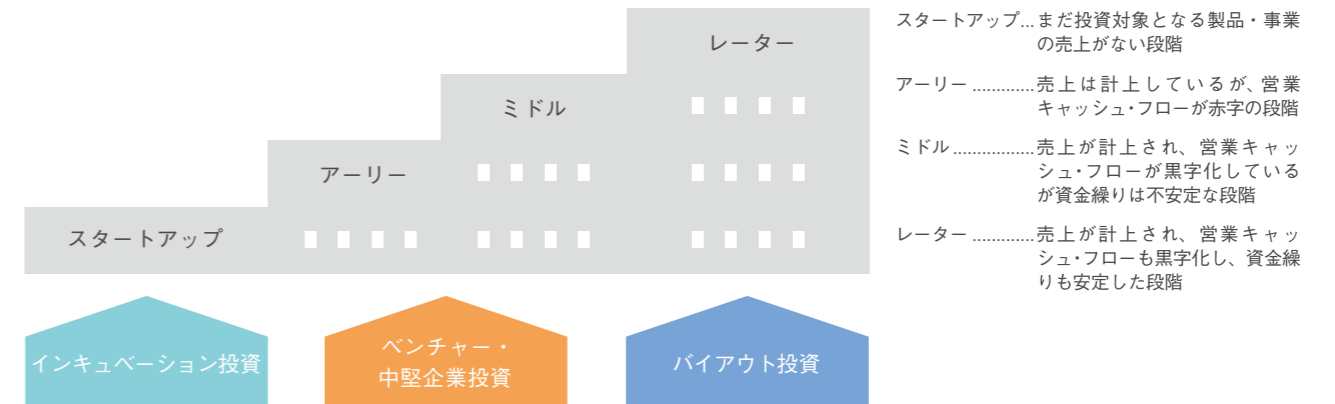 レーター
ミドル
アーリー
スタートアップ
インキュベーション投資
ベンチャー・
中堅企業投資
バイアウト投資
スタートアップ...まだ投資対象となる製品・事業
の売上がない段階
アーリー.............売上は計上しているが、営業
キャッシュ・フローが赤字の段階
ミドル.................売上が計上され、営業キャッ
シュ・フローが黒字化している
が資金繰りは不安定な段階
レーター.............売上が計上され、営業キャッ
シュ・フローも黒字化し、資金繰
りも安定した段階